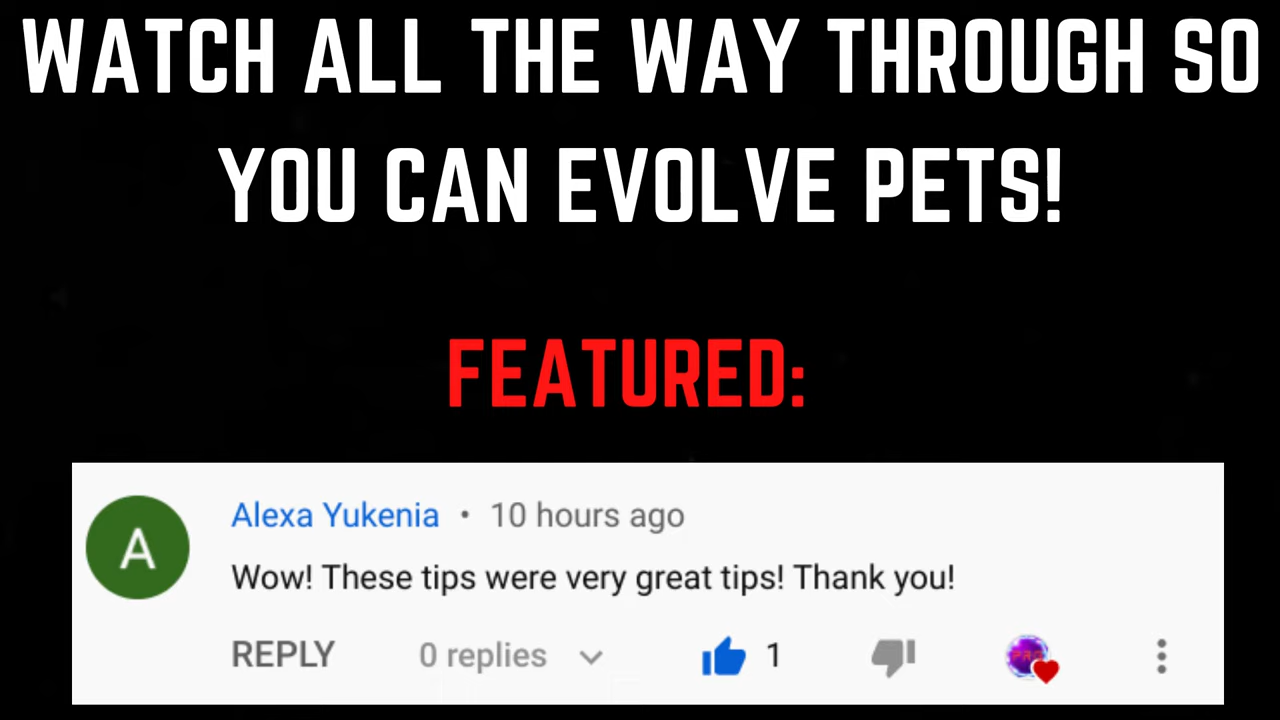 WATCH ALL THE WAY THROUGH SO
YOU CAN EVOLVE PETS!
FEATURED:
A
Alexa Yukenia • 10 hours ago
Wow! These tips were very great tips! Thank you!
REPLY 0 replies 1 PRO